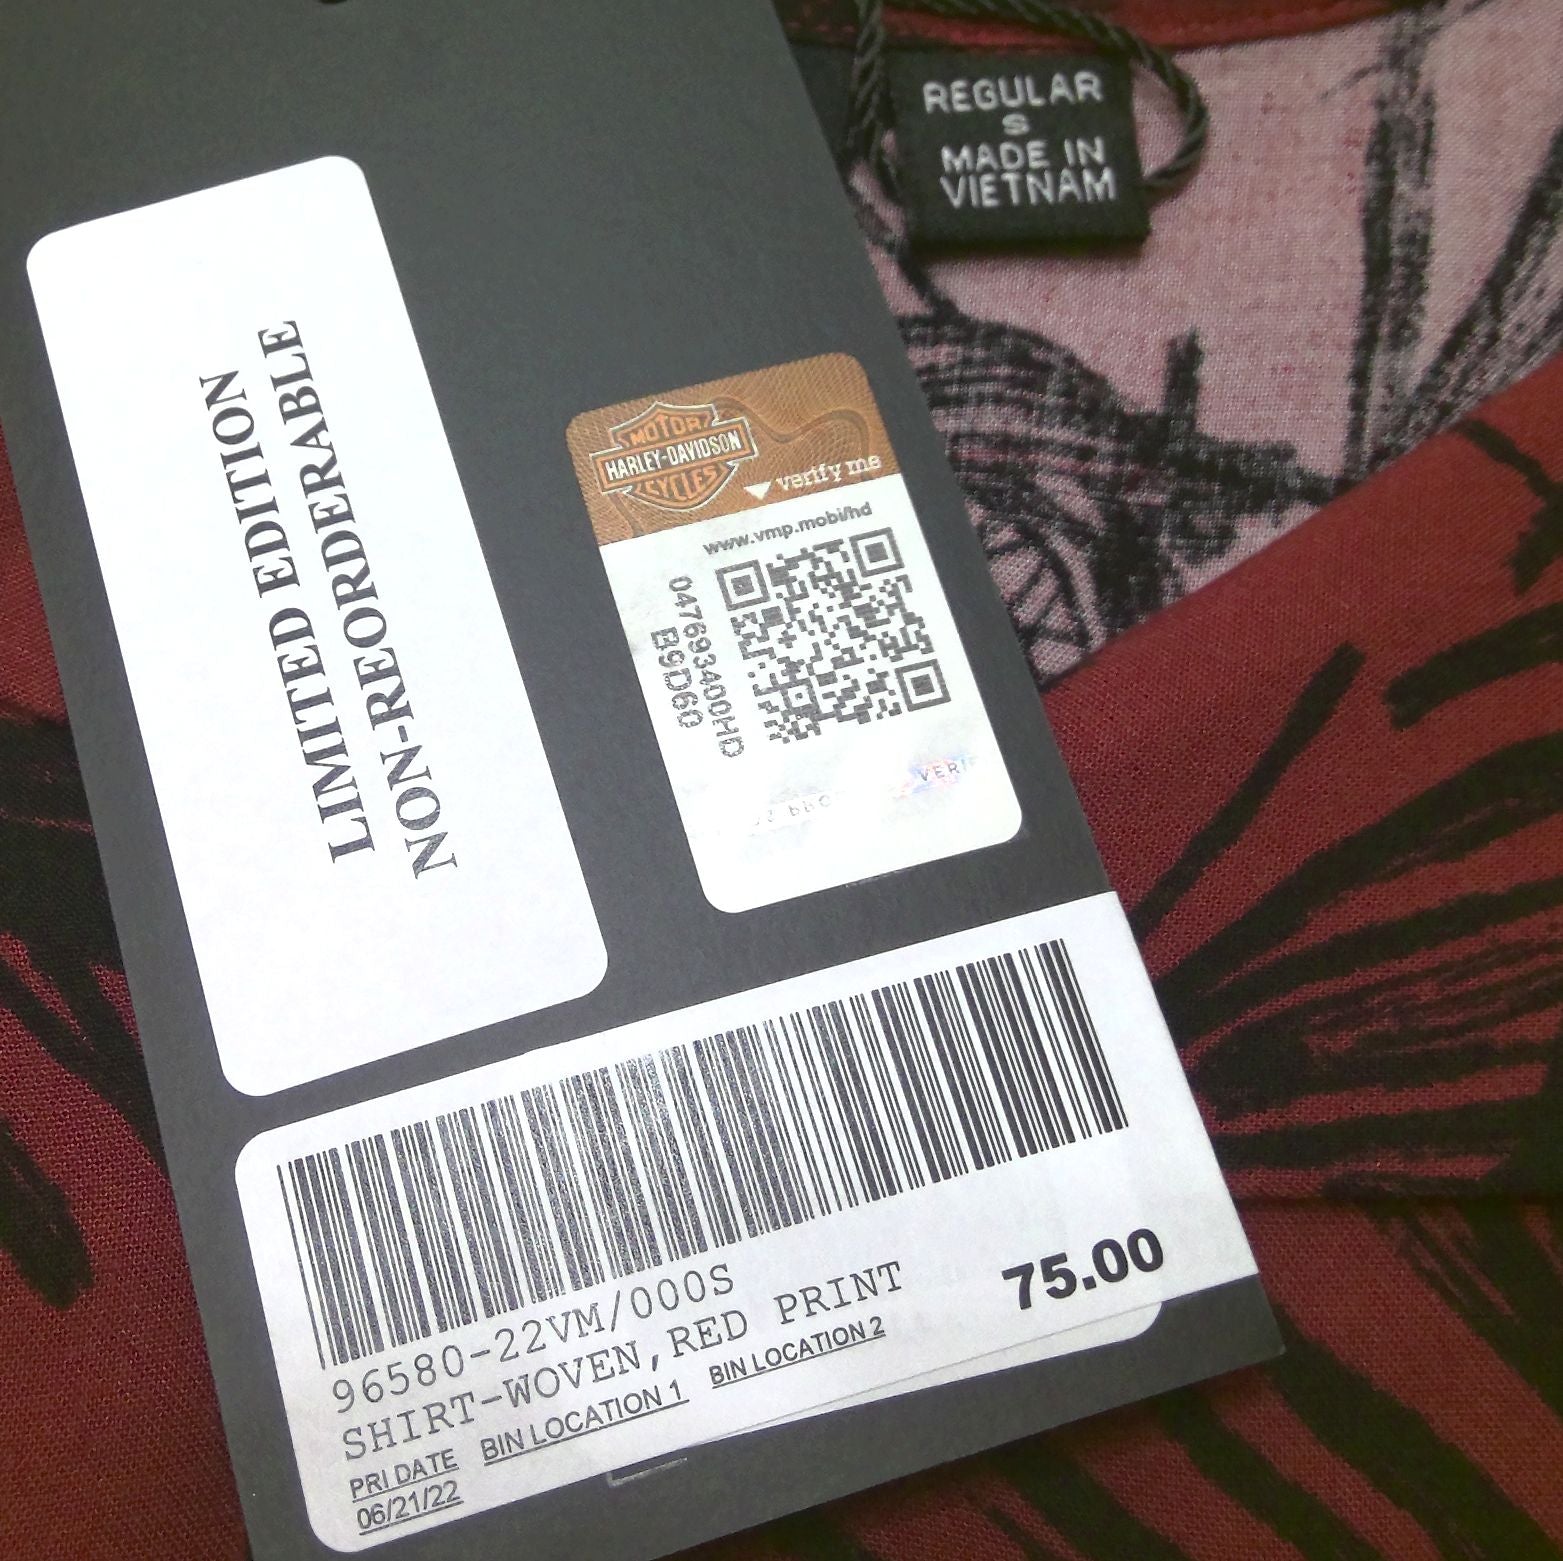 REGULAR
S
MADE IN
VIETNAM
LIMITED EDITION
NON-REORDERABLE
MOTOR
HARLEY-DAVIDSON
CYCLES
verify me
www.vmp.mobi/hd
047693400HD
B9D60
VERIF
96580-22VM/000S
SHIRT-WOVEN,RED PRINT
75.00
PRI DATE
BIN LOCATION 1
BIN LOCATION 2
06/21/22